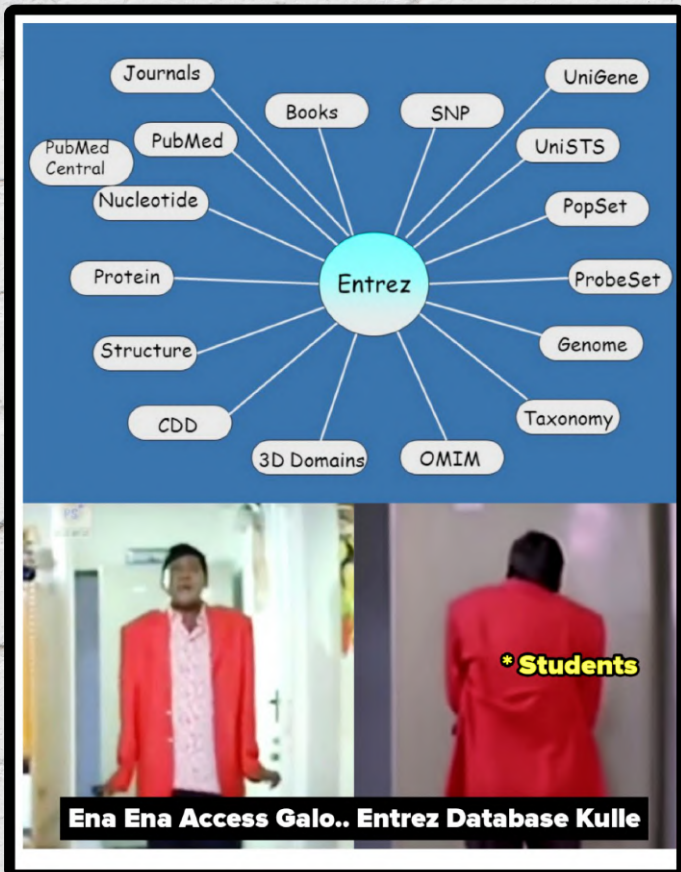 Journals
Books
SNP
UniGene
PubMed
Central
PubMed
UniSTS
Nucleotide
PopSet
Protein
Entrez
ProbeSet
Structure
Genome
CDD
3D Domains
OMIM
Taxonomy
* Students
Ena Ena Access Galo.. Entrez Database Kulle